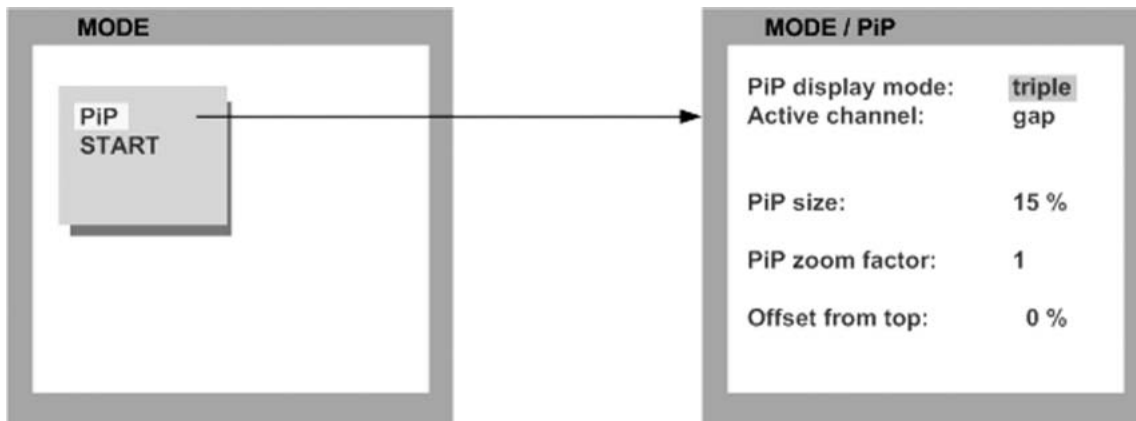 MODE
PiP
START
MODE / PiP
PiP display mode: triple
Active channel: gap
PiP size: 15 %
PiP zoom factor: 1
Offset from top: 0 %